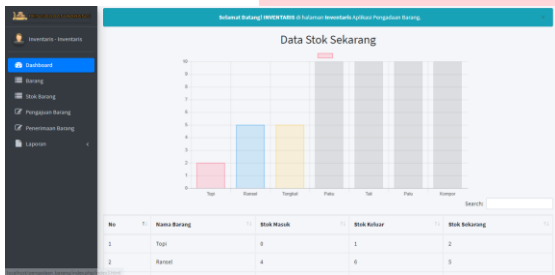 Selamat Datang! INVENTARIS di halaman Inventaris Aplikasi Pengadaan Barang.
Inventaris - Inventaris
Dashboard
Barang
Stok Barang
Pengajuan Barang
Penerimaan Barang
Laporan
Data Stok Sekarang
10
9
8
7
6
5
4
3
2
1
0
Topi Ransel Tongkat Paku Tali Palu Kompor
Search:
No Nama Barang Stok Masuk Stok Keluar Stok Sekarang
1 Topi 0 1 2
2 Ransel 4 0 5